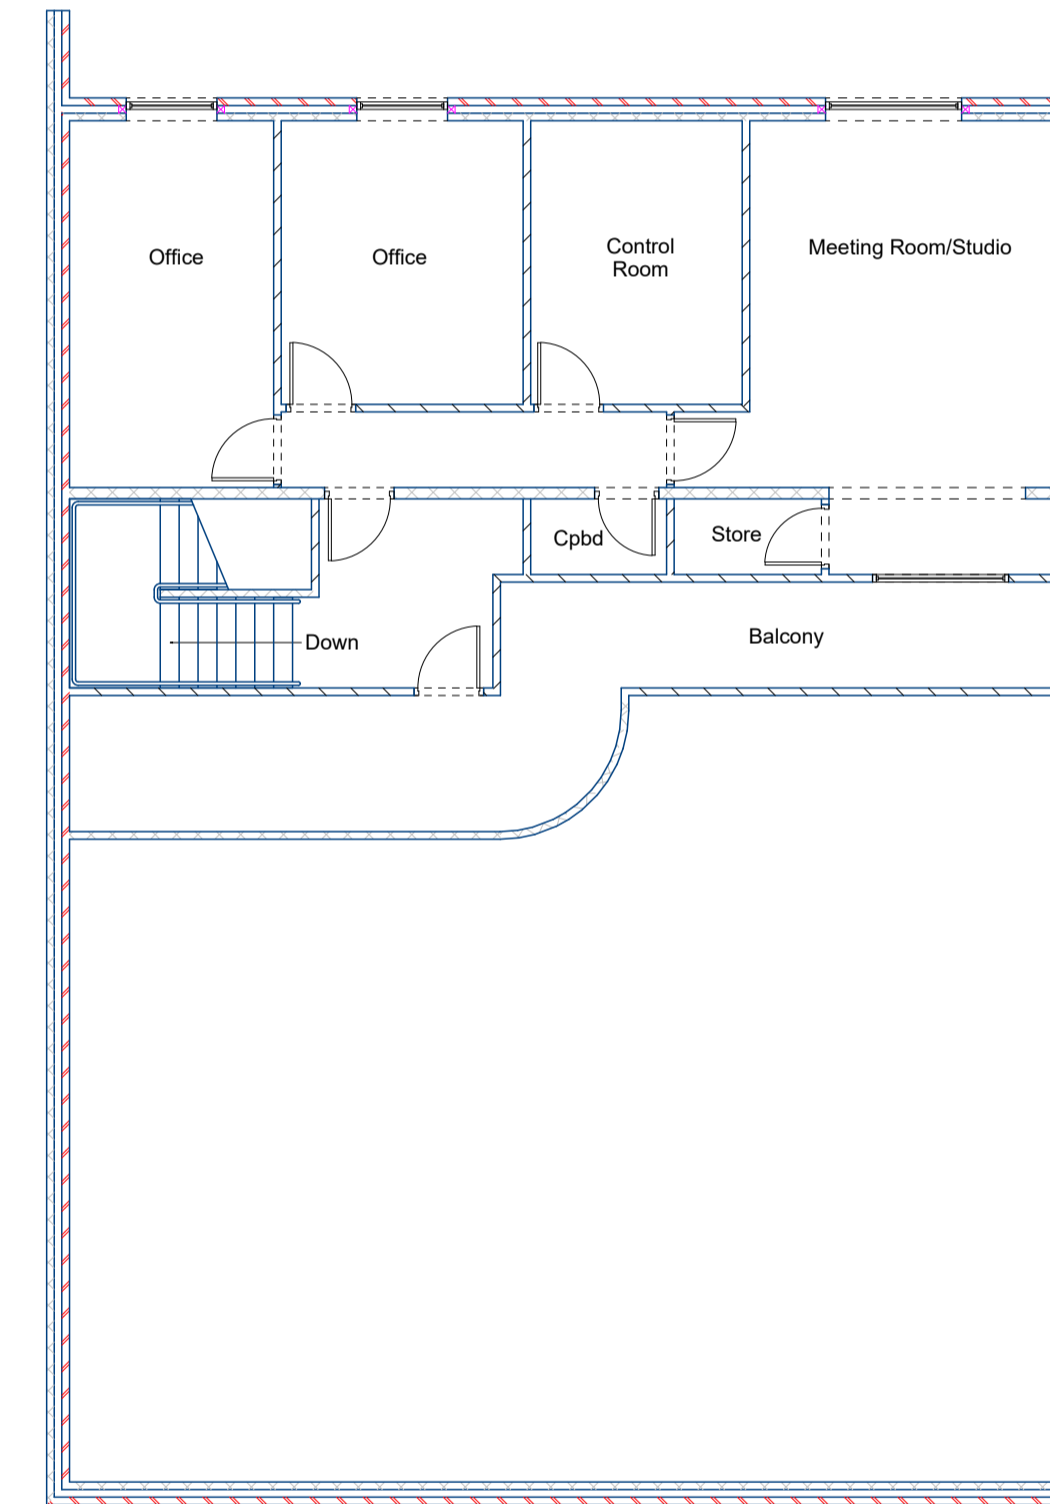 Office
Office
Control
Room
Meeting Room/Studio
Cpbd
Store
Down
Balcony